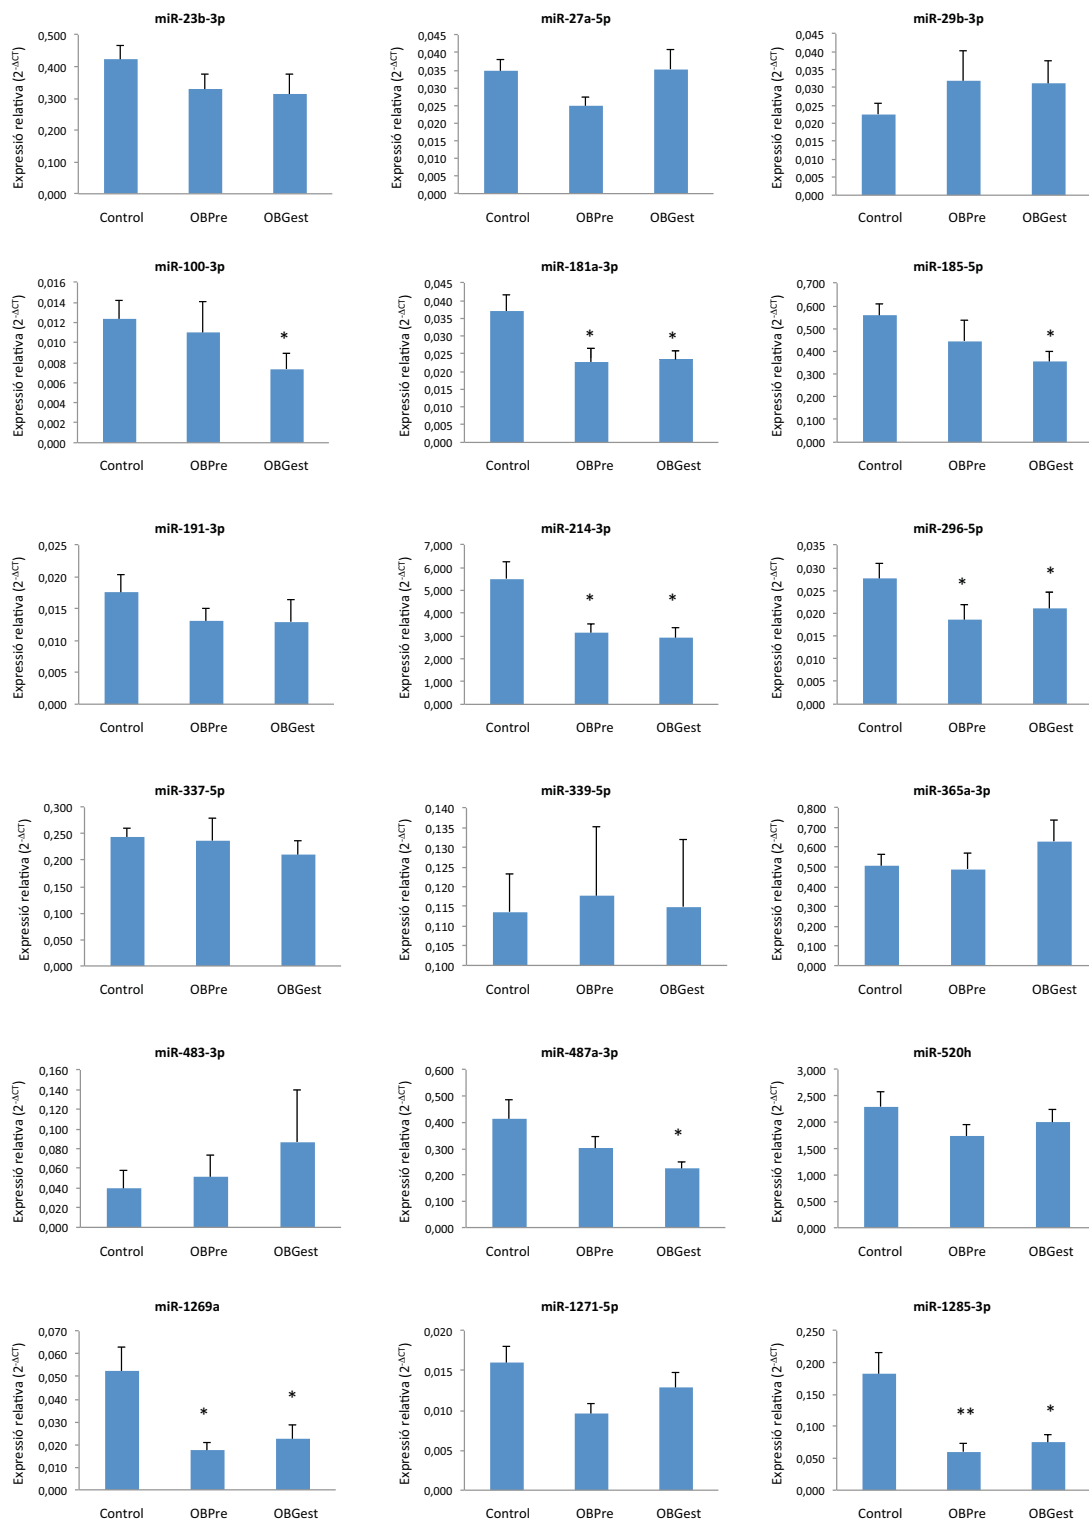 miR-23b-3p
Expressió relativa (2-ΔCT)
0,500
0,400
0,300
0,200
0,100
0,000
Control OBPre OBGest
miR-27a-5p
Expressió relativa (2-ΔCT)
0,045
0,040
0,035
0,030
0,025
0,020
0,015
0,010
0,005
0,000
Control OBPre OBGest
miR-29b-3p
Expressió relativa (2-ΔCT)
0,045
0,040
0,035
0,030
0,025
0,020
0,015
0,010
0,005
0,000
Control OBPre OBGest
miR-100-3p
Expressió relativa (2-ΔCT)
0,016
0,014
0,012
0,010
0,008
0,006
0,004
0,002
0,000
*
Control OBPre OBGest
miR-181a-3p
Expressió relativa (2-ΔCT)
0,045
0,040
0,035
0,030
0,025
0,020
0,015
0,010
0,005
0,000
* *
Control OBPre OBGest
miR-185-5p
Expressió relativa (2-ΔCT)
0,700
0,600
0,500
0,400
0,300
0,200
0,100
0,000
*
Control OBPre OBGest
miR-191-3p
Expressió relativa (2-ΔCT)
0,025
0,020
0,015
0,010
0,005
0,000
Control OBPre OBGest
miR-214-3p
Expressió relativa (2-ΔCT)
7,000
6,000
5,000
4,000
3,000
2,000
1,000
0,000
* *
Control OBPre OBGest
miR-296-5p
Expressió relativa (2-ΔCT)
0,035
0,030
0,025
0,020
0,015
0,010
0,005
0,000
* *
Control OBPre OBGest
miR-337-5p
Expressió relativa (2-ΔCT)
0,300
0,250
0,200
0,150
0,100
0,050
0,000
Control OBPre OBGest
miR-339-5p
Expressió relativa (2-ΔCT)
0,140
0,135
0,130
0,125
0,120
0,115
0,110
0,105
0,100
Control OBPre OBGest
miR-365a-3p
Expressió relativa (2-ΔCT)
0,800
0,700
0,600
0,500
0,400
0,300
0,200
0,100
0,000
Control OBPre OBGest
miR-483-3p
Expressió relativa (2-ΔCT)
0,160
0,140
0,120
0,100
0,080
0,060
0,040
0,020
0,000
Control OBPre OBGest
miR-487a-3p
Expressió relativa (2-ΔCT)
0,600
0,500
0,400
0,300
0,200
0,100
0,000
*
Control OBPre OBGest
miR-520h
Expressió relativa (2-ΔCT)
3,000
2,500
2,000
1,500
1,000
0,500
0,000
Control OBPre OBGest
miR-1269a
Expressió relativa (2-ΔCT)
0,070
0,060
0,050
0,040
0,030
0,020
0,010
0,000
* *
Control OBPre OBGest
miR-1271-5p
Expressió relativa (2-ΔCT)
0,020
0,015
0,010
0,005
0,000
Control OBPre OBGest
miR-1285-3p
Expressió relativa (2-ΔCT)
0,250
0,200
0,150
0,100
0,050
0,000
** *
Control OBPre OBGest